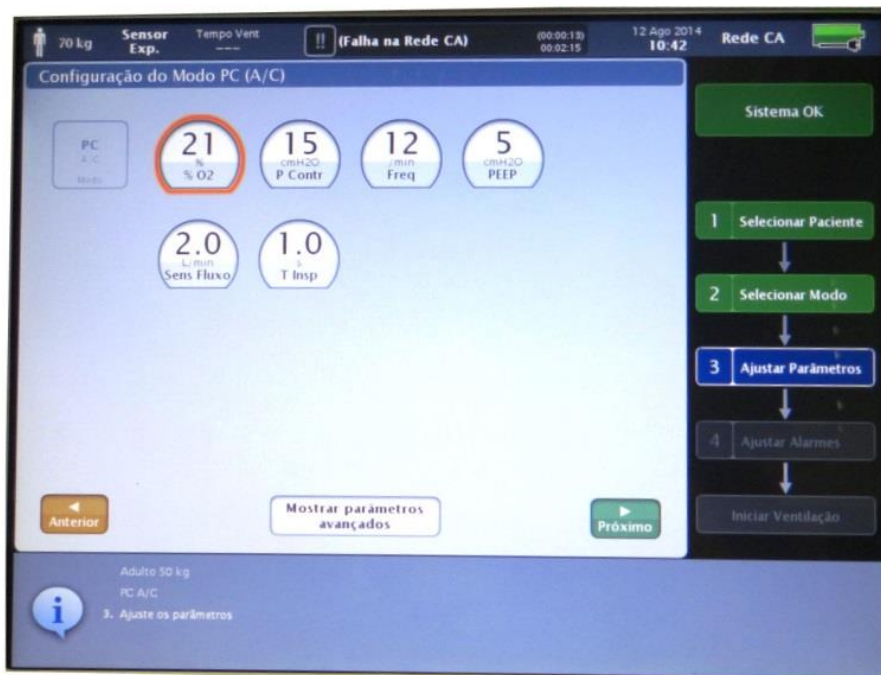 70 kg
Sensor
Exp.
Tempo Vent
---
!!
(Falha na Rede CA)
(00:00:13)
00:02:15
12 Ago 2014
10:42
Rede CA
Configuração do Modo PC (A/C)
PC
A/C
Modo
21
%
% O2
15
cmH2O
P Contr
12
/min
Freq
5
cmH2O
PEEP
2.0
L/min
Sens Fluxo
1.0
s
T Insp
Anterior
Mostrar parâmetros
avançados
Próximo
Sistema OK
1 Selecionar Paciente
2 Selecionar Modo
3 Ajustar Parâmetros
4 Ajustar Alarmes
Iniciar Ventilação
i
Adulto 50 kg
PC A/C
3. Ajuste os parâmetros